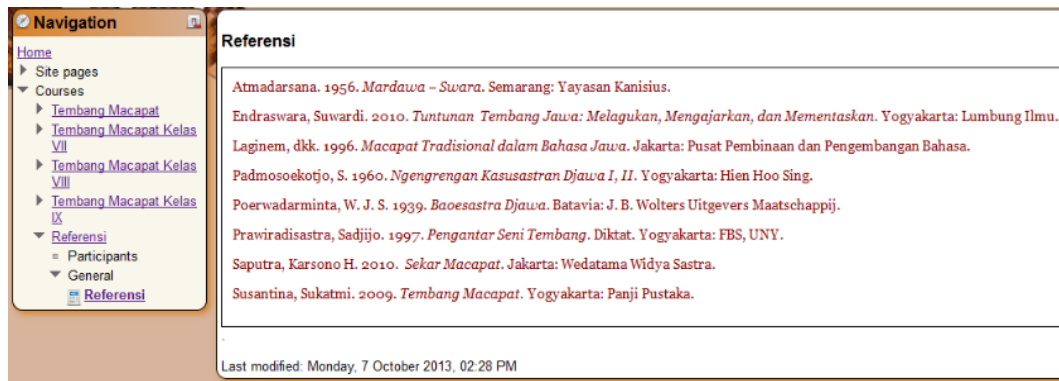 Navigation
Home
Site pages
Courses
Tembang Macapat
Tembang Macapat Kelas
VII
Tembang Macapat Kelas
VIII
Tembang Macapat Kelas
IX
Referensi
Participants
General
Referensi
Referensi
Atmadarsana. 1956. Mardawa – Swara. Semarang: Yayasan Kanisius.
Endraswara, Suwardi. 2010. Tuntunan Tembang Jawa: Melagukan, Mengajarkan, dan Mementaskan. Yogyakarta: Lumbung Ilmu.
Laginem, dkk. 1996. Macapat Tradisional dalam Bahasa Jawa. Jakarta: Pusat Pembinaan dan Pengembangan Bahasa.
Padmosoekotjo, S. 1960. Ngengrengan Kasusastran Djawa I, II. Yogyakarta: Hien Hoo Sing.
Poerwadarminta, W. J. S. 1939. Baoesastra Djawa. Batavia: J. B. Wolters Uitgevers Maatschappij.
Prawiradisastra, Sadjijo. 1997. Pengantar Seni Tembang. Diktat. Yogyakarta: FBS, UNY.
Saputra, Karsono H. 2010. Sekar Macapat. Jakarta: Wedatama Widya Sastra.
Susantina, Sukatmi. 2009. Tembang Macapat. Yogyakarta: Panji Pustaka.
.
Last modified: Monday, 7 October 2013, 02:28 PM